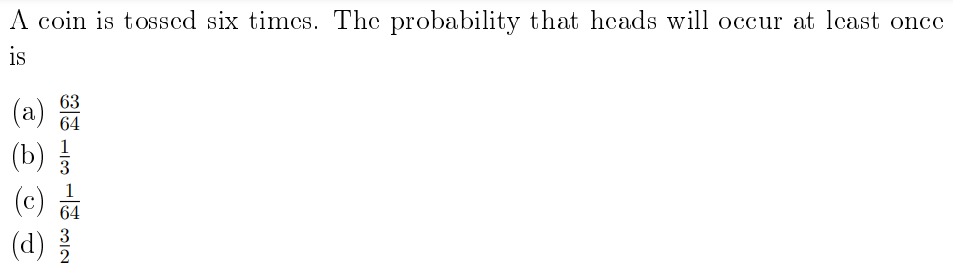 A coin is tossed six times. The probability that heads will occur at least once
is
(a) 63/64
(b) 1/3
(c) 1/64
(d) 3/2